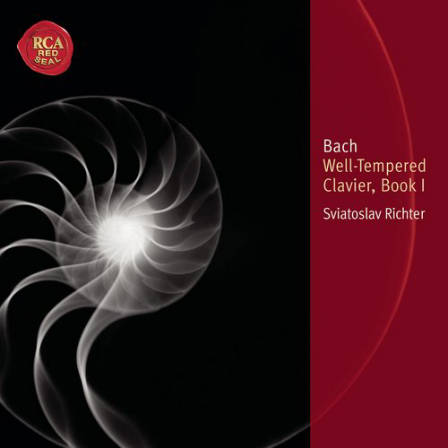 RCA
RED
SEAL
Bach
Well-Tempered
Clavier, Book I
Sviatoslav Richter